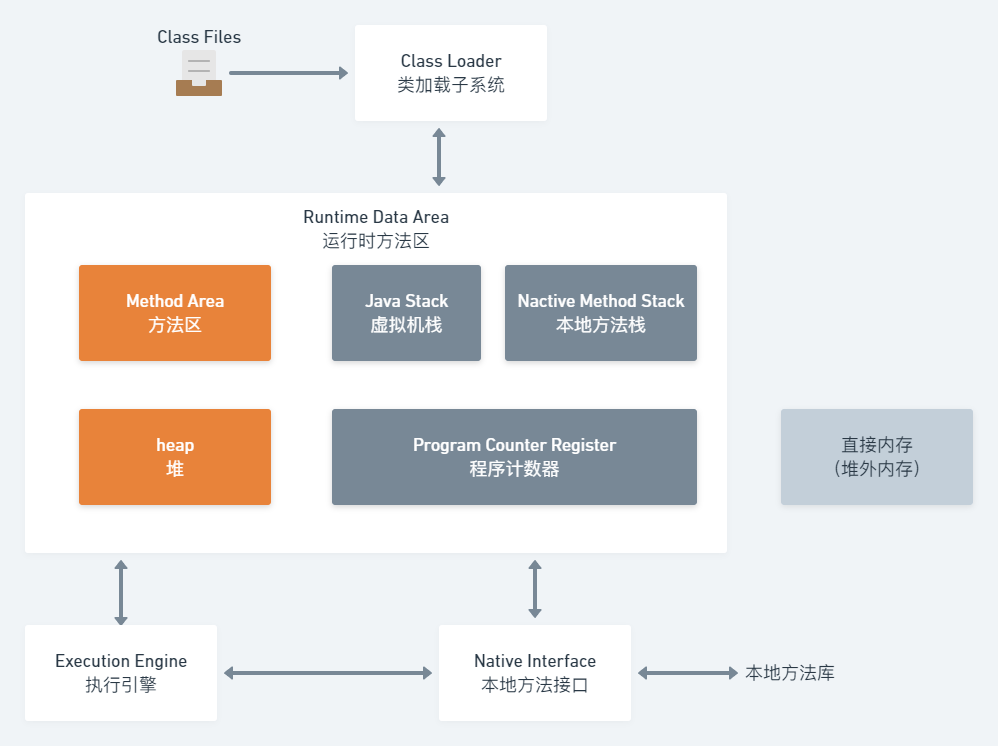 Class Files
Class Loader
类加载子系统
Runtime Data Area
运行时方法区
Method Area
方法区
Java Stack
虚拟机栈
Nactive Method Stack
本地方法栈
heap
堆
Program Counter Register
程序计数器
直接内存
（堆外内存）
Execution Engine
执行引擎
Native Interface
本地方法接口
本地方法库